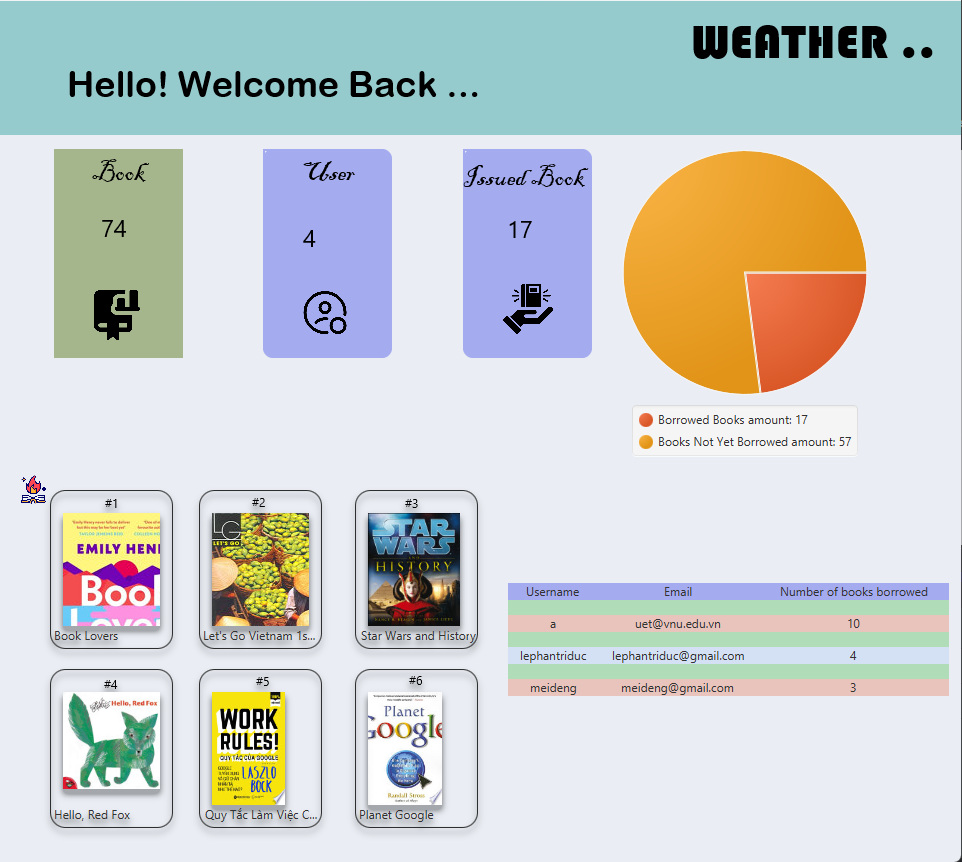 WEATHER ..
Hello! Welcome Back ...
Book
74
User
4
Issued Book
17
Borrowed Books amount: 17
Books Not Yet Borrowed amount: 57
#1
EMILY HEN
Book
Lovers
Book Lovers
#2
LG
LET'S GO
Let's Go Vietnam 1s...
#3
STAR
WARS
AND
HISTORY
Star Wars and History
Username Email Number of books borrowed
a uet@vnu.edu.vn 10
lephantriduc lephantriduc@gmail.com 4
meideng meideng@gmail.com 3
#4
Hello, Red Fox
Hello, Red Fox
#5
WORK
RULES!
QUY TẮC CỦA GOOGLE
LASZLO
BOCK
Quy Tắc Làm Việc C...
#6
Planet
Google
Randall Stross
Planet Google